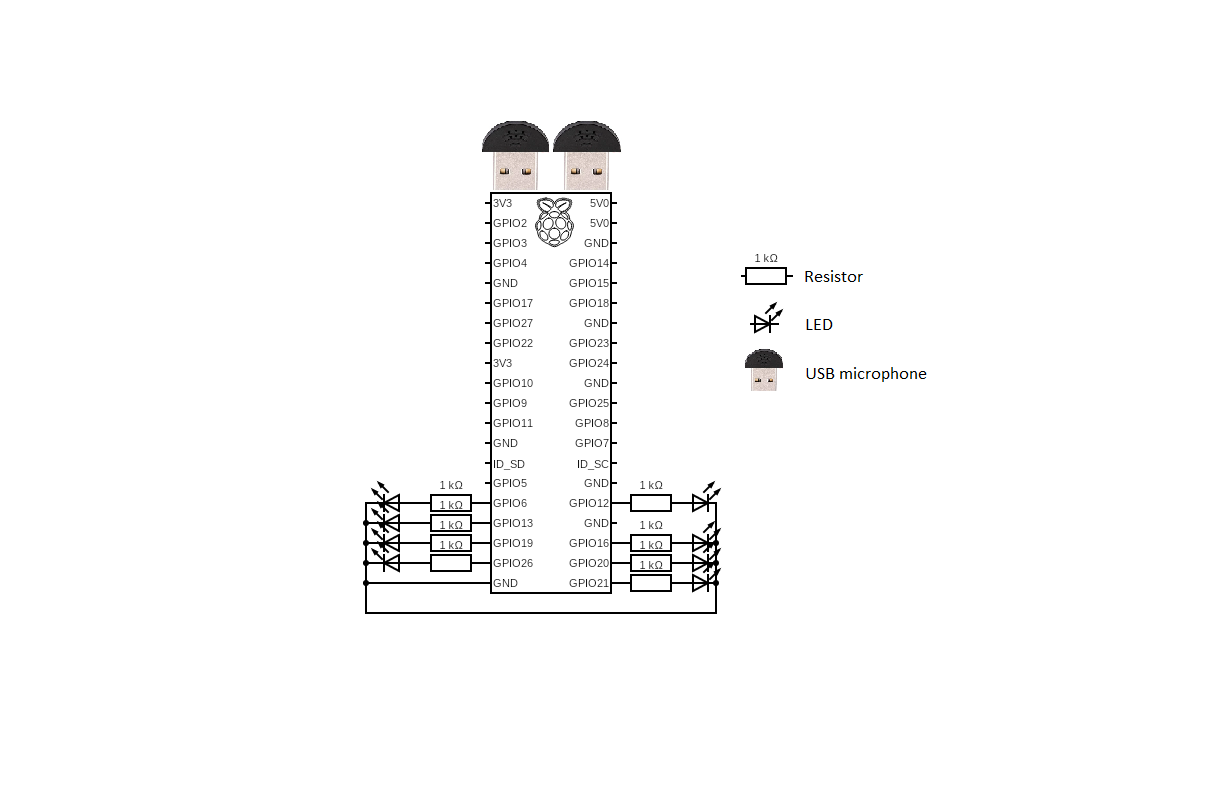 3V3 5V0
GPIO2 5V0
GPIO3 GND
GPIO4 GPIO14
GND GPIO15
GPIO17 GPIO18
GPIO27 GND
GPIO22 GPIO23
3V3 GPIO24
GPIO10 GND
GPIO9 GPIO25
GPIO11 GPIO8
GND GPIO7
ID_SD ID_SC
1 kΩ GPIO5 GND 1 kΩ
1 kΩ GPIO6 GPIO12
1 kΩ GPIO13 GND 1 kΩ
1 kΩ GPIO19 GPIO16 1 kΩ
GPIO26 GPIO20 1 kΩ
GND GPIO21
1 kΩ
Resistor
LED
USB microphone